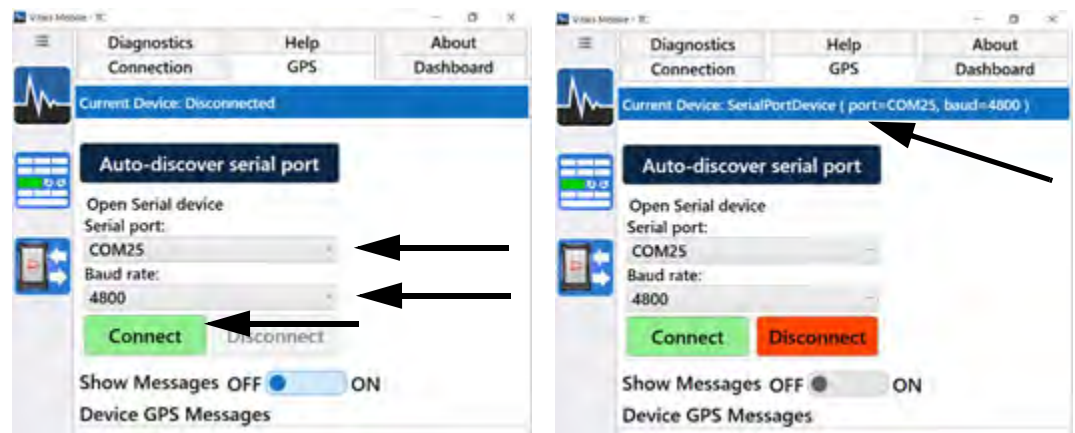 Vitals Mobile - TC
Diagnostics Help About
Connection GPS Dashboard
Current Device: Disconnected
Auto-discover serial port
Open Serial device
Serial port:
COM25
Baud rate:
4800
Connect Disconnect
Show Messages OFF ON
Device GPS Messages
Diagnostics Help About
Connection GPS Dashboard
Current Device: SerialPortDevice ( port=COM25, baud=4800 )
Auto-discover serial port
Open Serial device
Serial port:
COM25
Baud rate:
4800
Connect Disconnect
Show Messages OFF ON
Device GPS Messages